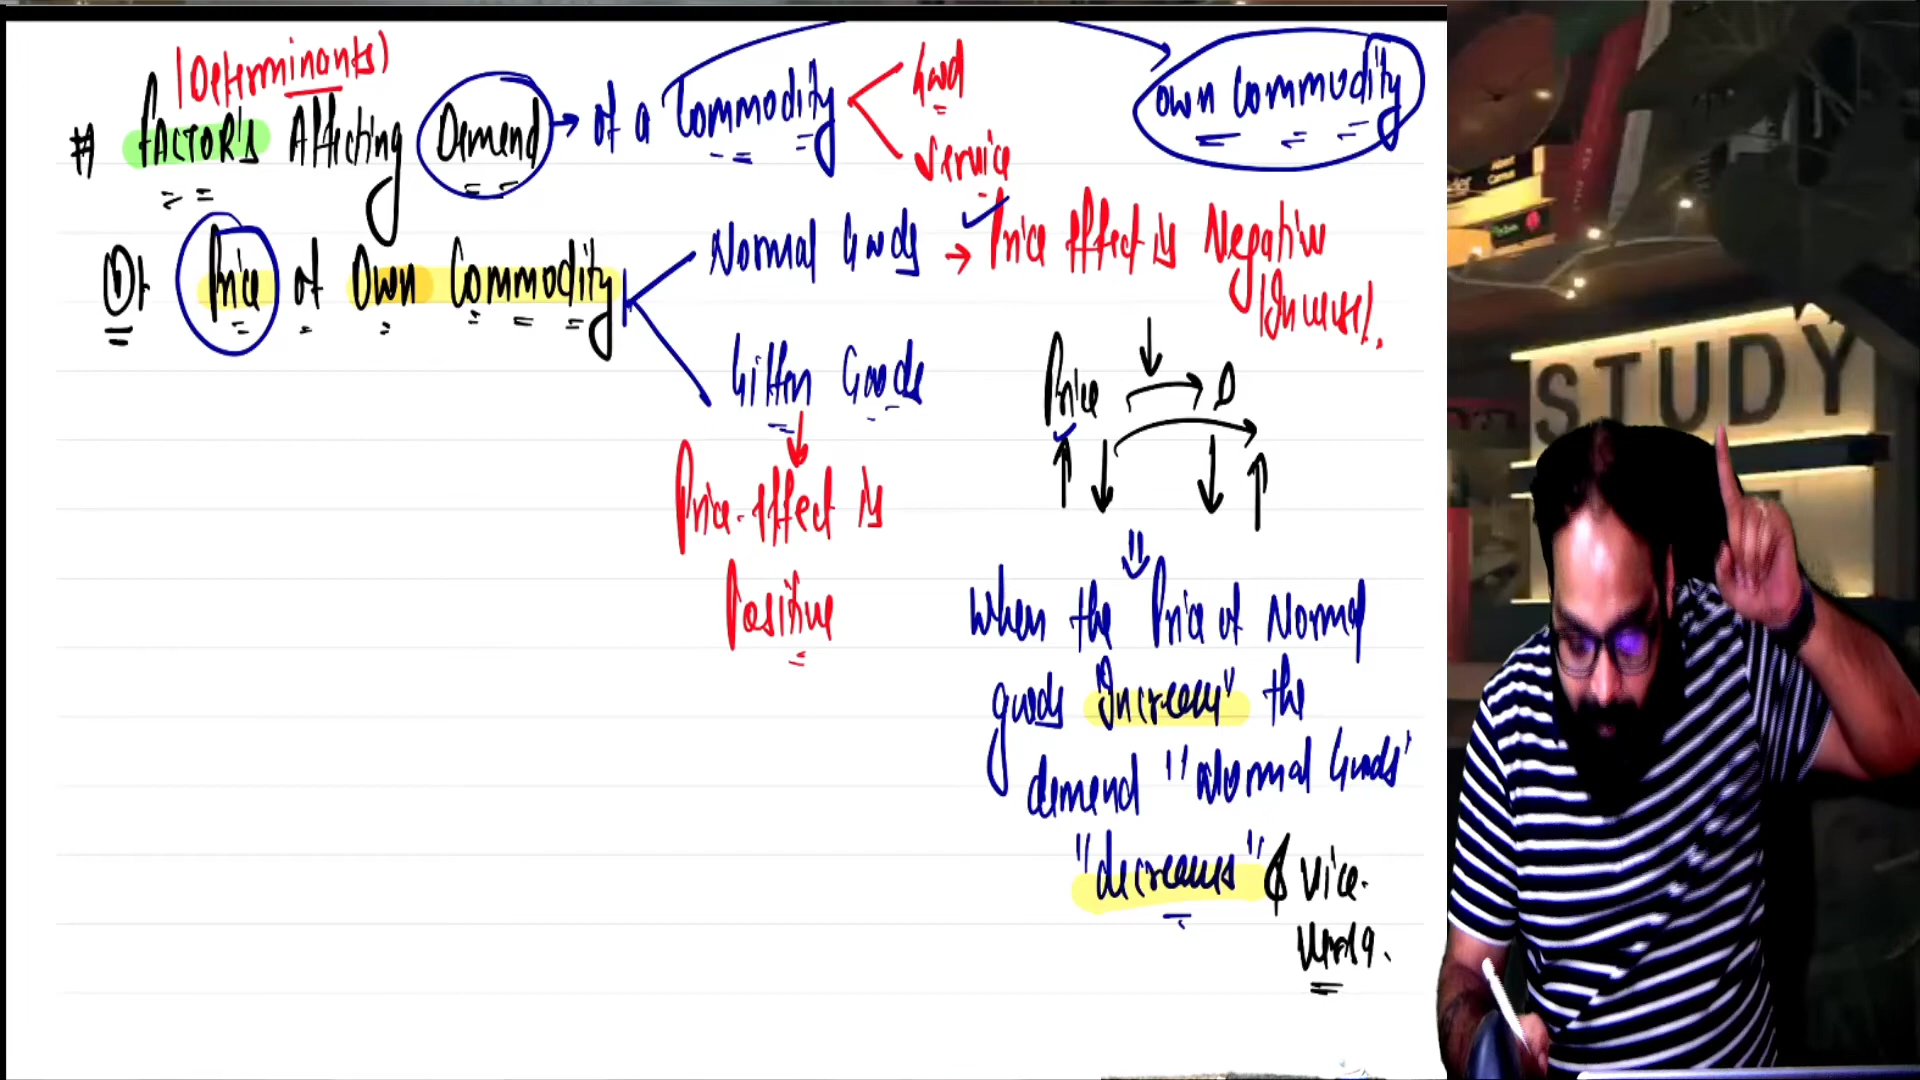 (Determinants)
# FACTOR'S Affecting Demand → of a Commodity
Good
Service
own Commodity
① Price of Own Commodity
Normal Goods → Price effect is Negative
(Inverse).
Giffen Goods
Price effect is
Positive
Price → D
When the Price of Normal
goods "Increases" the
demand "Normal Goods"
"decreases" & Vice-
Versa.
STUDY